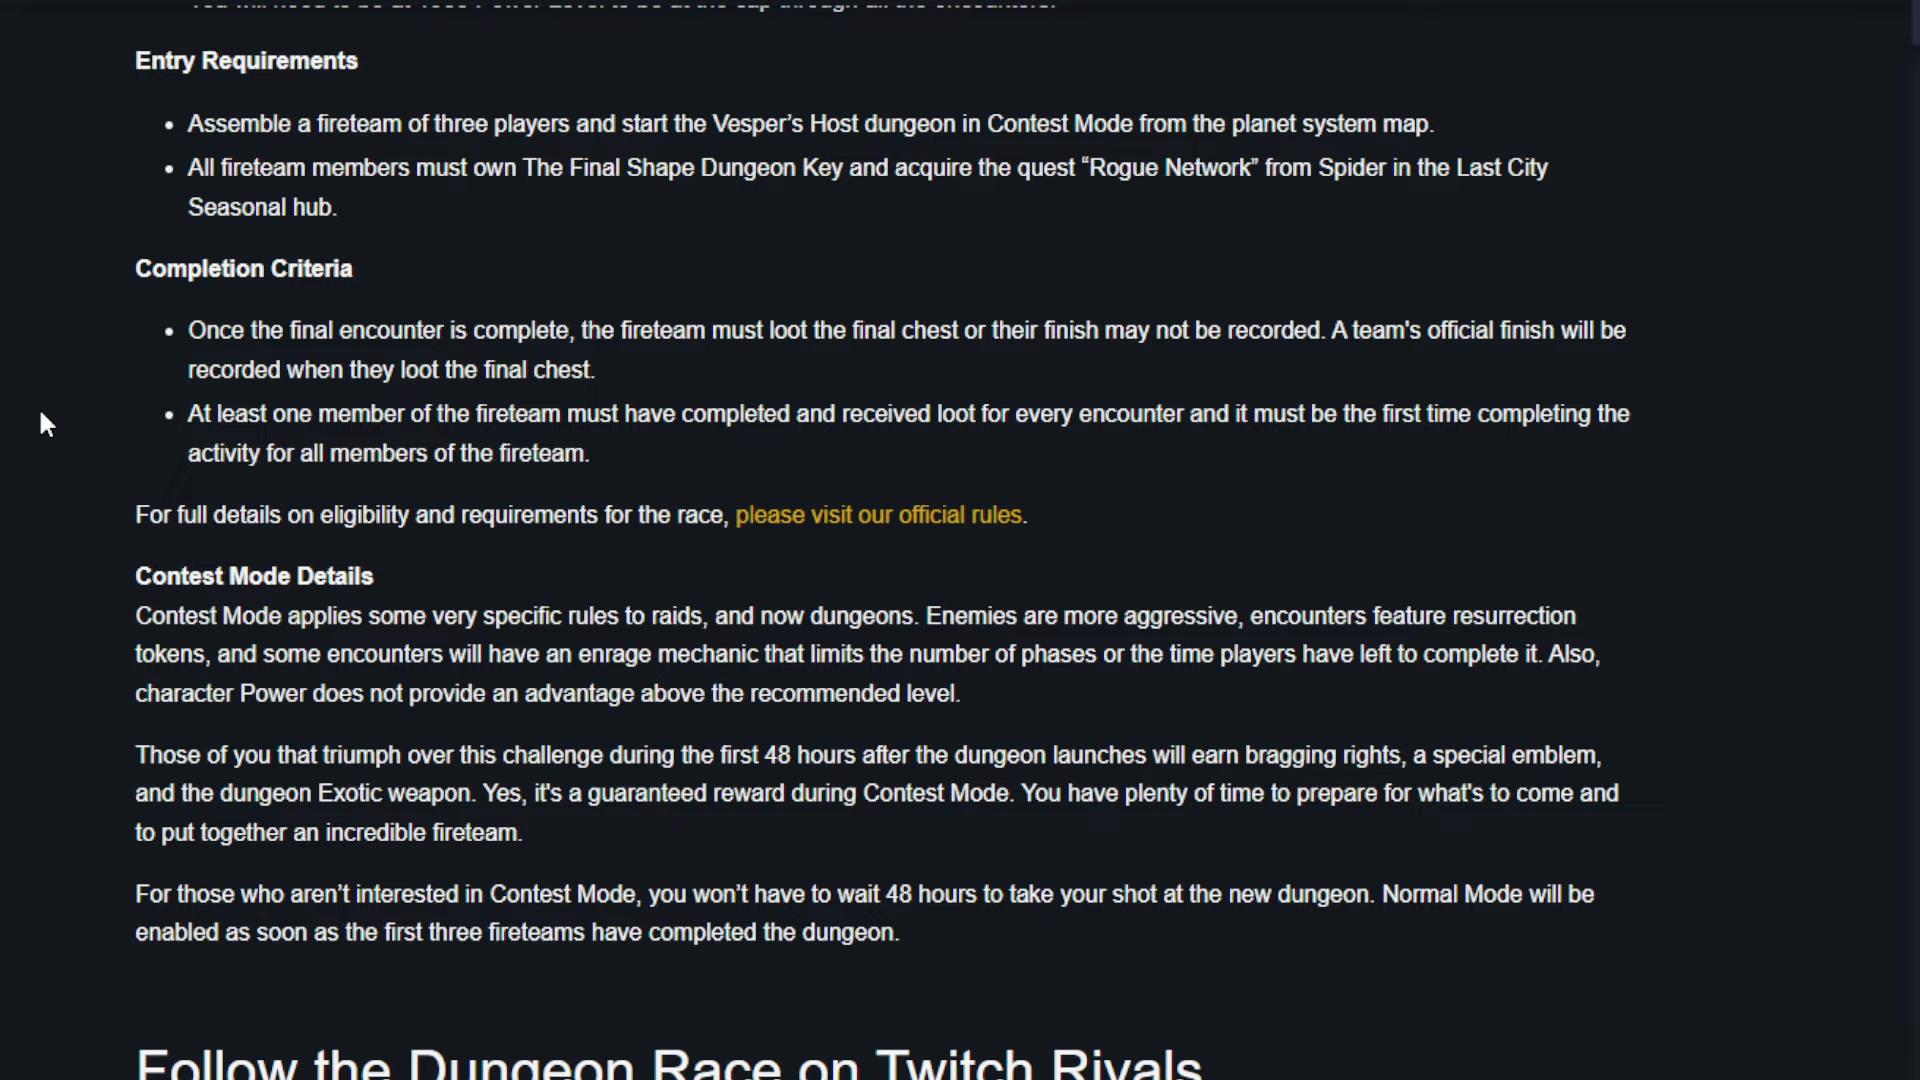 Entry Requirements
• Assemble a fireteam of three players and start the Vesper’s Host dungeon in Contest Mode from the planet system map.
• All fireteam members must own The Final Shape Dungeon Key and acquire the quest “Rogue Network” from Spider in the Last City
Seasonal hub.
Completion Criteria
• Once the final encounter is complete, the fireteam must loot the final chest or their finish may not be recorded. A team's official finish will be
recorded when they loot the final chest.
• At least one member of the fireteam must have completed and received loot for every encounter and it must be the first time completing the
activity for all members of the fireteam.
For full details on eligibility and requirements for the race, please visit our official rules.
Contest Mode Details
Contest Mode applies some very specific rules to raids, and now dungeons. Enemies are more aggressive, encounters feature resurrection
tokens, and some encounters will have an enrage mechanic that limits the number of phases or the time players have left to complete it. Also,
character Power does not provide an advantage above the recommended level.
Those of you that triumph over this challenge during the first 48 hours after the dungeon launches will earn bragging rights, a special emblem,
and the dungeon Exotic weapon. Yes, it's a guaranteed reward during Contest Mode. You have plenty of time to prepare for what's to come and
to put together an incredible fireteam.
For those who aren’t interested in Contest Mode, you won’t have to wait 48 hours to take your shot at the new dungeon. Normal Mode will be
enabled as soon as the first three fireteams have completed the dungeon.
Follow the Dungeon Race on Twitch Rivals